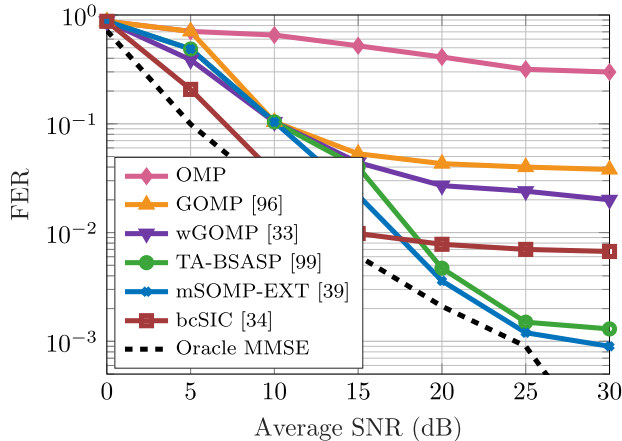 10^0
10^-1
10^-2
10^-3
FER
OMP
GOMP [96]
wGOMP [33]
TA-BSASP [99]
mSOMP-EXT [39]
bcSIC [34]
Oracle MMSE
0 5 10 15 20 25 30
Average SNR (dB)